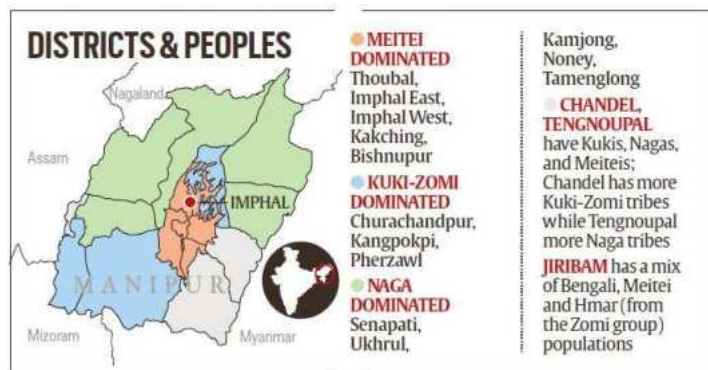 DISTRICTS & PEOPLES
Nagaland
Assam
IMPHAL
MANIPUR
Mizoram
Myanmar
MEITEI
DOMINATED
Thoubal,
Imphal East,
Imphal West,
Kakching,
Bishnupur
KUKI-ZOMI
DOMINATED
Churachandpur,
Kangpokpi,
Pherzawl
NAGA
DOMINATED
Senapati,
Ukhrul,
Kamjong,
Noney,
Tamenglong
CHANDEL,
TENGNOUPAL
have Kukis, Nagas,
and Meiteis;
Chandel has more
Kuki-Zomi tribes
while Tengnoupal
more Naga tribes
JIRIBAM has a mix
of Bengali, Meitei
and Hmar (from
the Zomi group)
populations